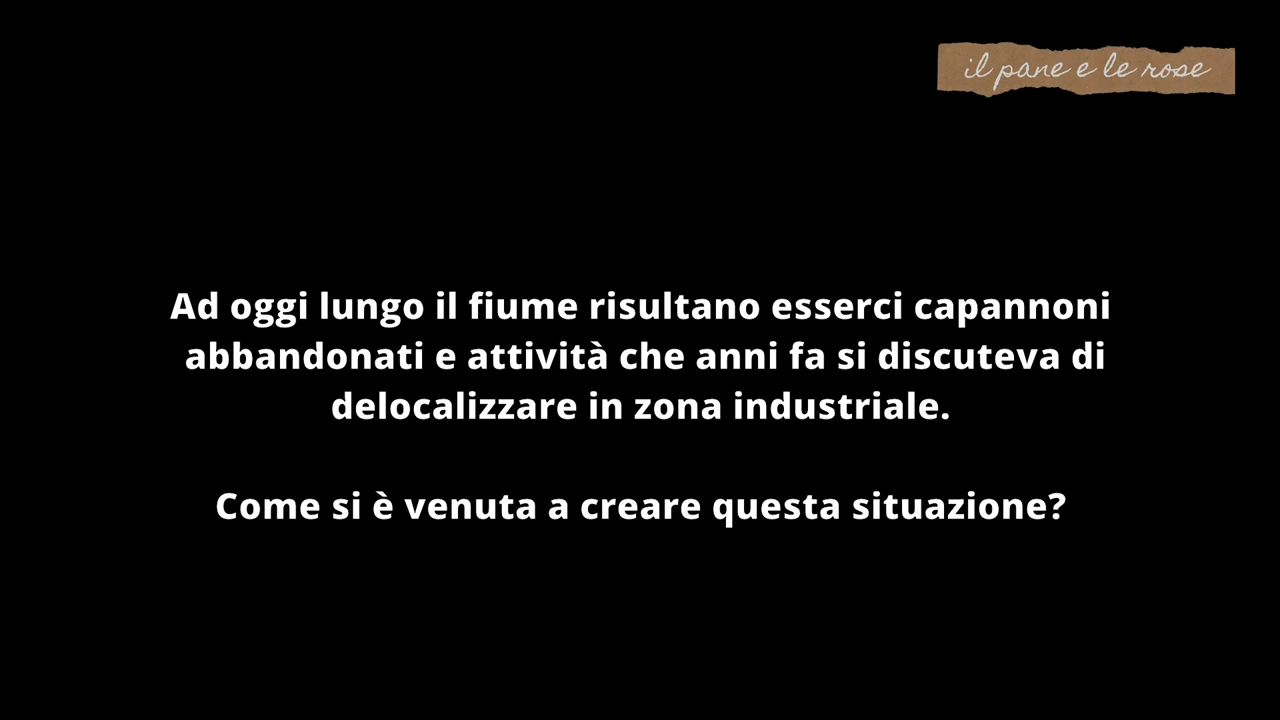 il pane e le rose
Ad oggi lungo il fiume risultano esserci capannoni
abbandonati e attività che anni fa si discuteva di
delocalizzare in zona industriale.
Come si è venuta a creare questa situazione?